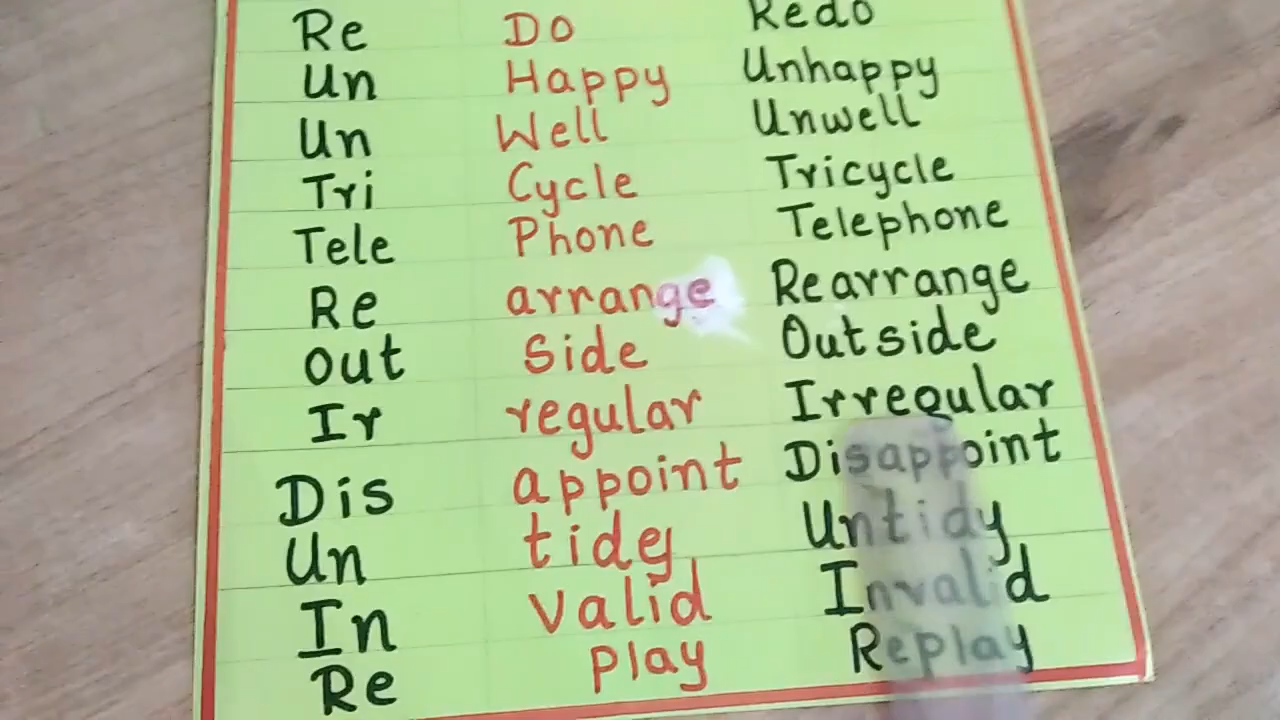 Re Do Redo
Un Happy Unhappy
Un Well Unwell
Tri Cycle Tricycle
Tele Phone Telephone
Re arrange Rearrange
out Side Outside
Ir regular Irregular
Dis appoint Disappoint
Un tidy Untidy
In valid Invalid
Re play Replay